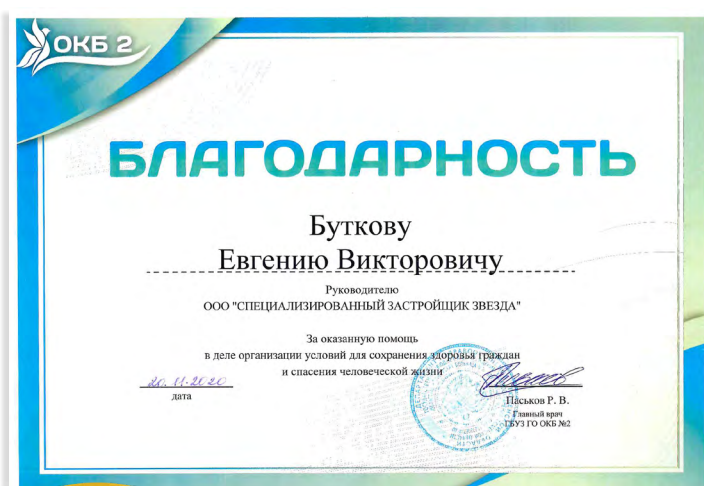 ОКБ 2
БЛАГОДАРНОСТЬ
Буткову
Евгению Викторовичу
Руководителю
ООО "СПЕЦИАЛИЗИРОВАННЫЙ ЗАСТРОЙЩИК ЗВЕЗДА"
За оказанную помощь
в деле организации условий для сохранения здоровья граждан
и спасения человеческой жизни
20.11.2020
дата
Паськов Р. В.
Главный врач
ГБУЗ ГО ОКБ №2